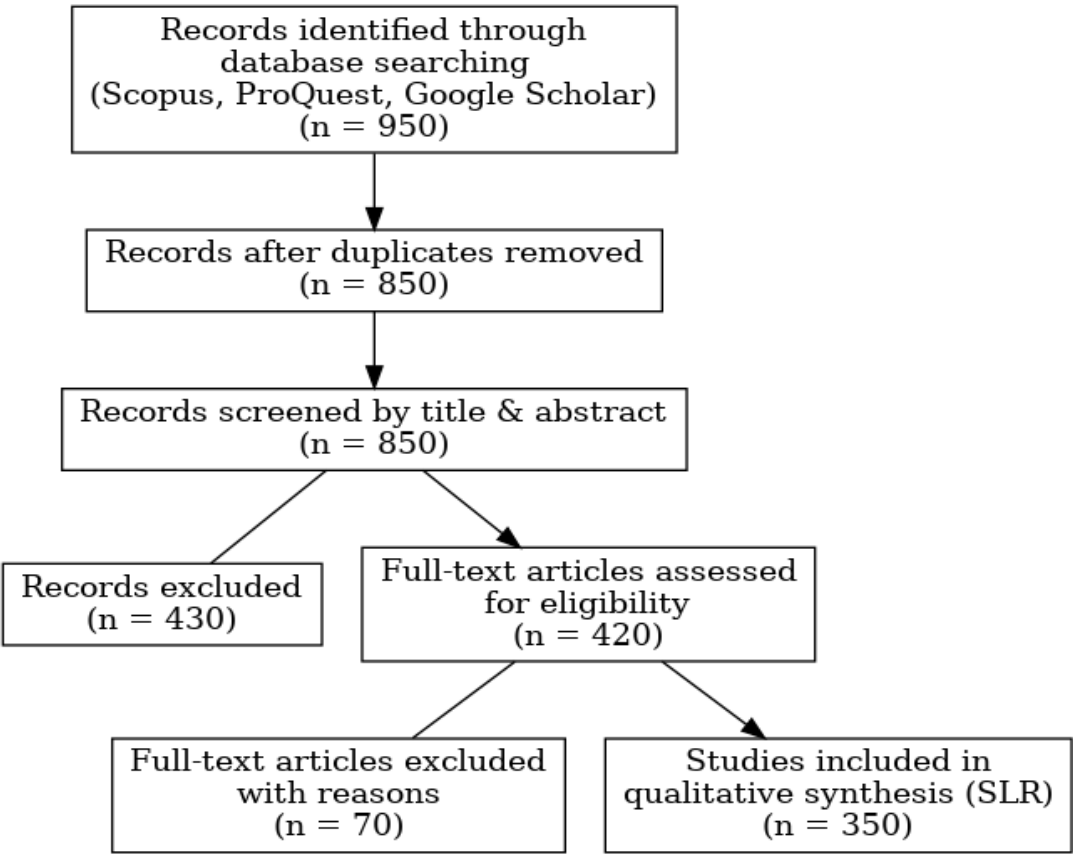 Records identified through
database searching
(Scopus, ProQuest, Google Scholar)
(n = 950)
Records after duplicates removed
(n = 850)
Records screened by title & abstract
(n = 850)
Records excluded
(n = 430)
Full-text articles assessed
for eligibility
(n = 420)
Full-text articles excluded
with reasons
(n = 70)
Studies included in
qualitative synthesis (SLR)
(n = 350)